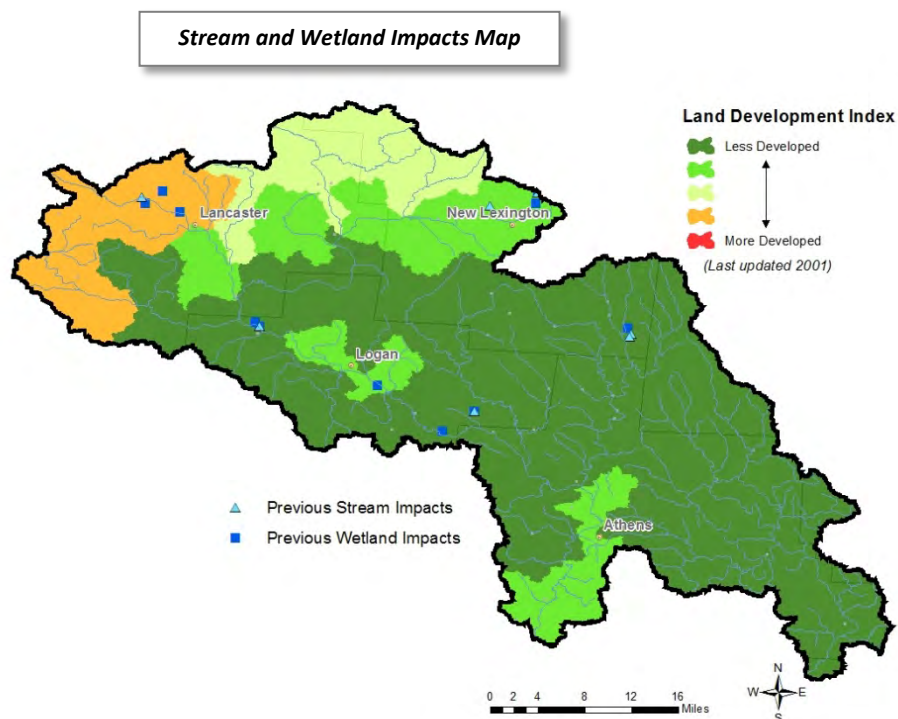 Stream and Wetland Impacts Map
Land Development Index
Less Developed
More Developed
(Last updated 2001)
Lancaster
New Lexington
Logan
Athens
Previous Stream Impacts
Previous Wetland Impacts
0 2 4 8 12 16
Miles
N
W E
S